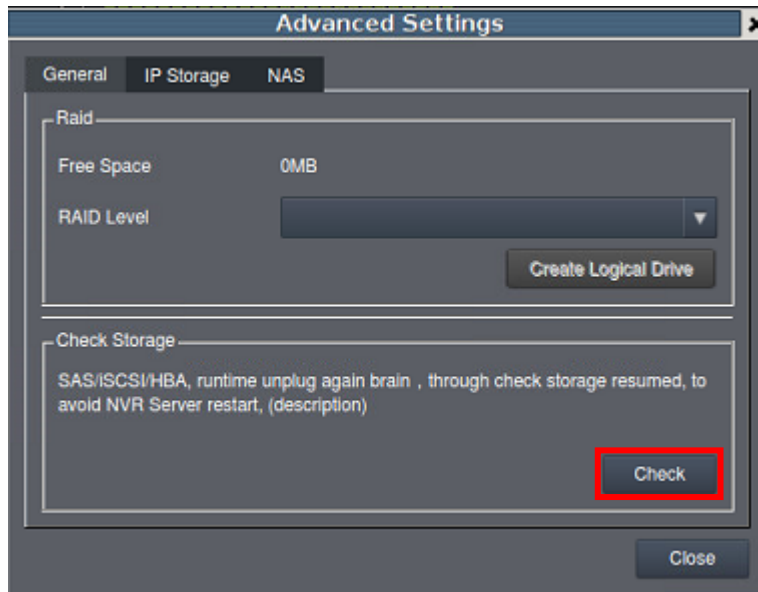 Advanced Settings
General IP Storage NAS
Raid
Free Space 0MB
RAID Level
Create Logical Drive
Check Storage
SAS/iSCSI/HBA, runtime unplug again brain , through check storage resumed, to
avoid NVR Server restart, (description)
Check
Close